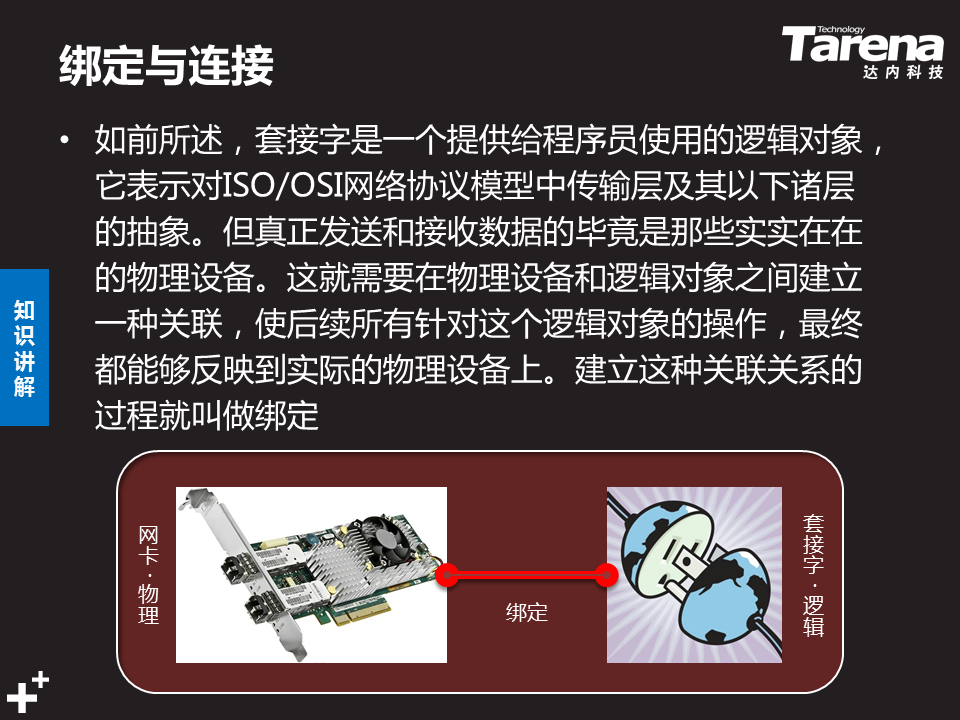 绑定与连接
Technology
Tarena
达内科技
• 如前所述，套接字是一个提供给程序员使用的逻辑对象，
它表示对ISO/OSI网络协议模型中传输层及其以下诸层
的抽象。但真正发送和接收数据的毕竟是那些实实在在
的物理设备。这就需要在物理设备和逻辑对象之间建立
一种关联，使后续所有针对这个逻辑对象的操作，最终
都能够反映到实际的物理设备上。建立这种关联关系的
过程就叫做绑定
知识讲解
网卡·物理
绑定
套接字·逻辑